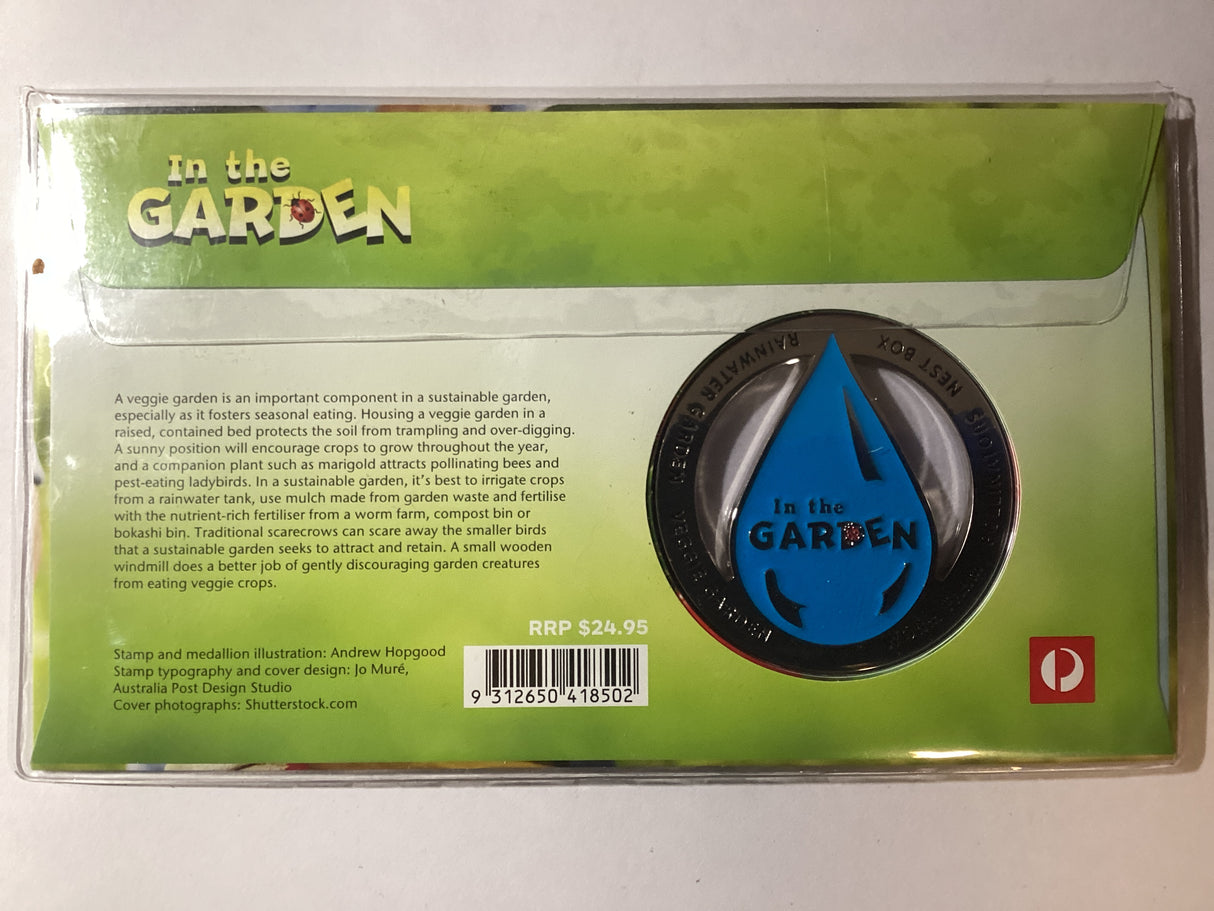 In the
GARDEN
A veggie garden is an important component in a sustainable garden,
especially as it fosters seasonal eating. Housing a veggie garden in a
raised, contained bed protects the soil from trampling and over-digging.
A sunny position will encourage crops to grow throughout the year,
and a companion plant such as marigold attracts pollinating bees and
pest-eating ladybirds. In a sustainable garden, it's best to irrigate crops
from a rainwater tank, use mulch made from garden waste and fertilise
with the nutrient-rich fertiliser from a worm farm, compost bin or
bokashi bin. Traditional scarecrows can scare away the smaller birds
that a sustainable garden seeks to attract and retain. A small wooden
windmill does a better job of gently discouraging garden creatures
from eating veggie crops.
RRP $24.95
Stamp and medallion illustration: Andrew Hopgood
Stamp typography and cover design: Jo Muré,
Australia Post Design Studio
Cover photographs: Shutterstock.com
9 312650 418502
RAINWATER GARDEN
NEST BOX
VEGGIE GARDEN
In the
GARDEN